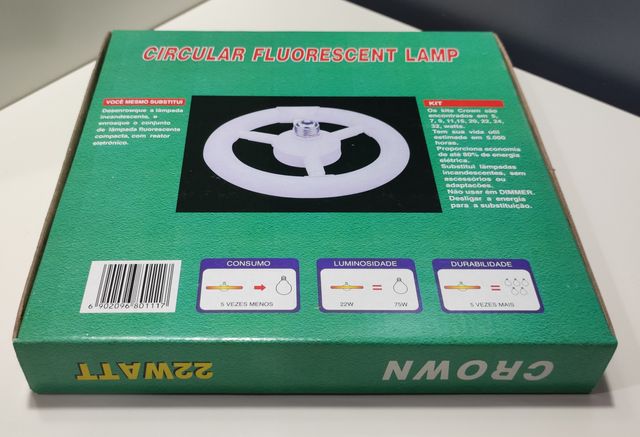 CIRCULAR FLUORESCENT LAMP
VOCÊ MESMO SUBSTITUI
Desenrosque a lâmpada
incandescente, e
enrosque o conjunto
de lâmpada fluorescente
compacta, com reator
eletrônico.
KIT
Os kits Crown são
encontrados em 5,
7, 9, 11, 15, 20, 22, 24,
32, watts.
Tem sua vida útil
estimada em 5.000
horas.
Proporciona economia
de até 80% de energia
elétrica.
Substitui lâmpadas
incandescentes, sem
acessórios ou
adaptações.
Não usar em DIMMER.
Desligar a energia
para a substituição.
6 902096 801117
CONSUMO
5 VEZES MENOS
LUMINOSIDADE
=
22W 75W
DURABILIDADE
=
5 VEZES MAIS
22WATT
CROWN